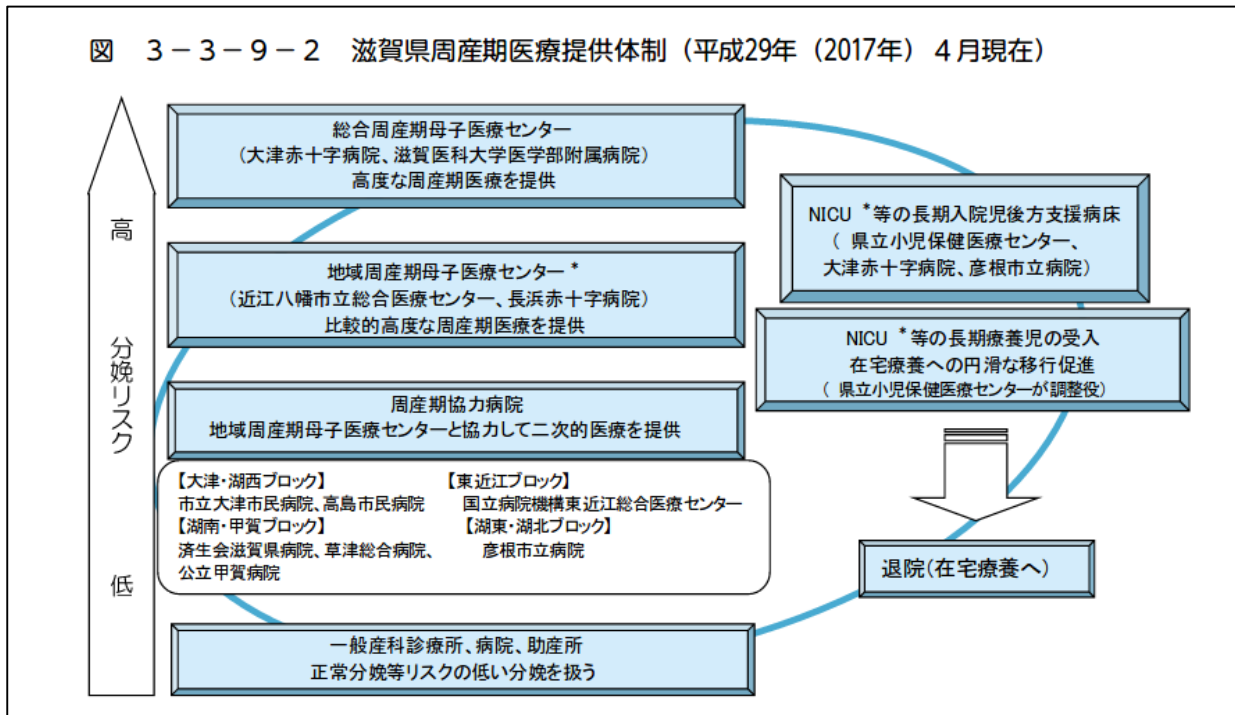 図 3-3-9-2 滋賀県周産期医療提供体制（平成29年（2017年）４月現在）
高
分娩リスク
低
総合周産期母子医療センター
（大津赤十字病院、滋賀医科大学医学部附属病院）
高度な周産期医療を提供
地域周産期母子医療センター *
（近江八幡市立総合医療センター、長浜赤十字病院）
比較的高度な周産期医療を提供
周産期協力病院
地域周産期母子医療センターと協力して二次的医療を提供
【大津・湖西ブロック】
市立大津市民病院、高島市民病院
【湖南・甲賀ブロック】
済生会滋賀県病院、草津総合病院、
公立甲賀病院
【東近江ブロック】
国立病院機構東近江総合医療センター
【湖東・湖北ブロック】
彦根市立病院
一般産科診療所、病院、助産所
正常分娩等リスクの低い分娩を扱う
NICU *等の長期入院児後方支援病床
（ 県立小児保健医療センター、
大津赤十字病院、彦根市立病院）
NICU *等の長期療養児の受入
在宅療養への円滑な移行促進
（ 県立小児保健医療センターが調整役）
退院（在宅療養へ）